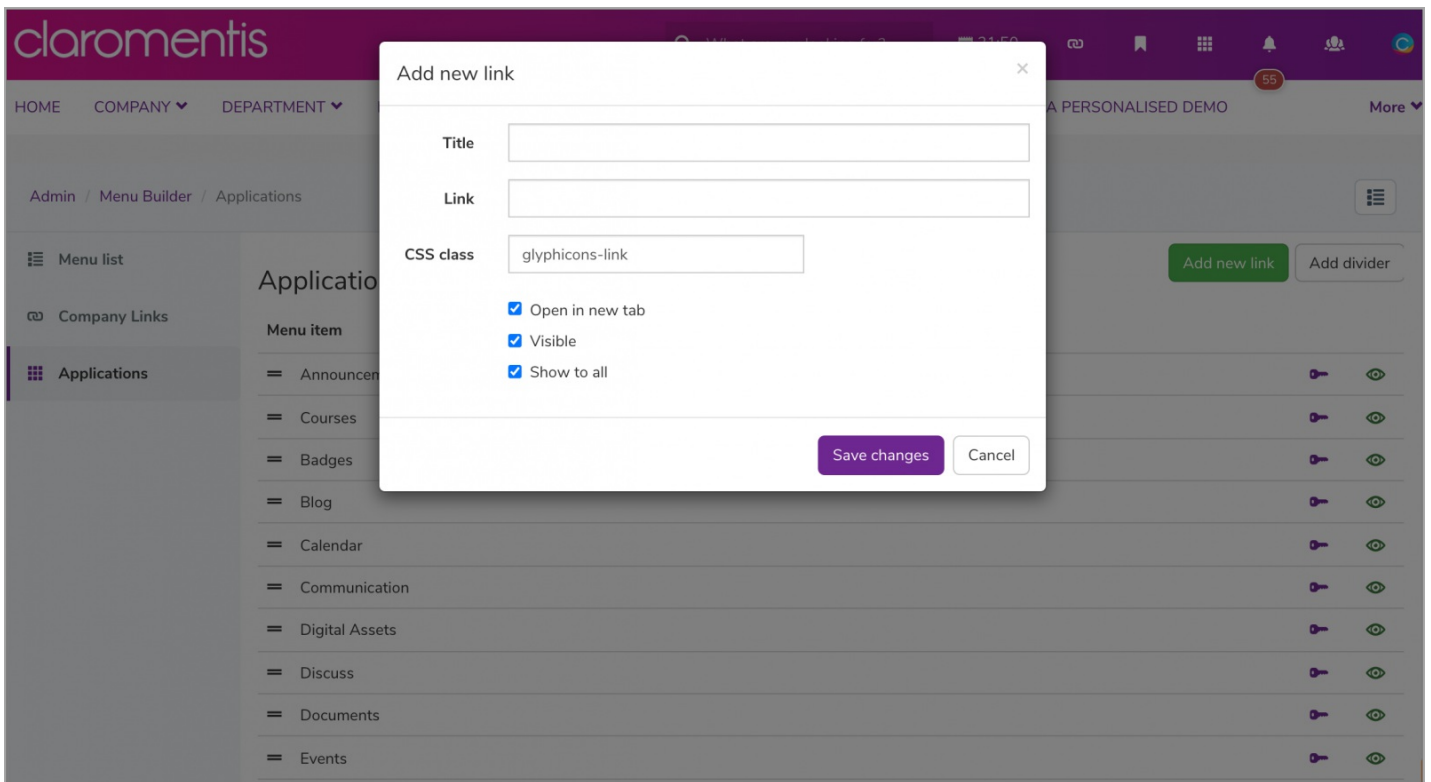 claromentis
21:50
55
HOME COMPANY DEPARTMENT A PERSONALISED DEMO More
Admin / Menu Builder / Applications
Menu list
Company Links
Applications
Add new link Add divider
Menu item
Courses
Badges
Blog
Calendar
Communication
Digital Assets
Discuss
Documents
Events
Add new link
Title
Link
CSS class glyphicons-link
Open in new tab
Visible
Show to all
Save changes Cancel